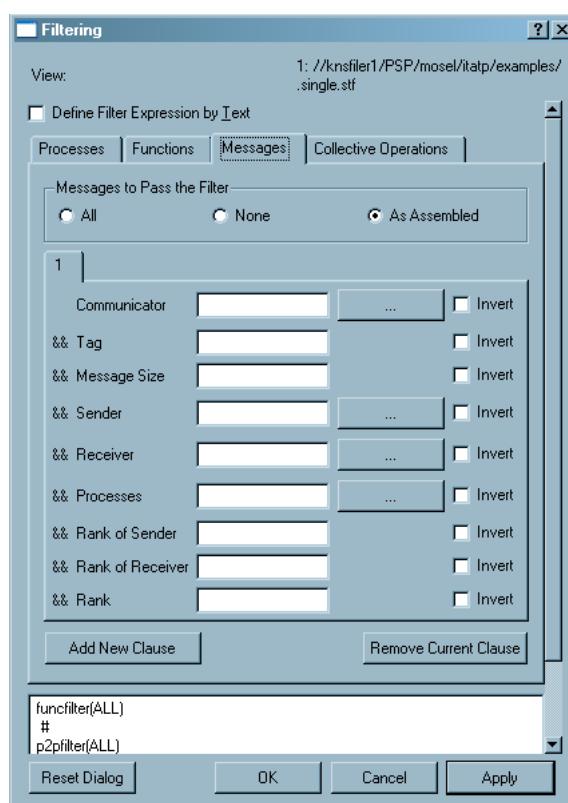 Filtering
View:
1: //knsfiler1/PSP/mosel/itatp/examples/
.single.stf
Define Filter Expression by Text
Processes Functions Messages Collective Operations
Messages to Pass the Filter
All None As Assembled
1
Communicator ... Invert
&& Tag Invert
&& Message Size Invert
&& Sender ... Invert
&& Receiver ... Invert
&& Processes ... Invert
&& Rank of Sender Invert
&& Rank of Receiver Invert
&& Rank Invert
Add New Clause Remove Current Clause
funcfilter(ALL)
#
p2pfilter(ALL)
Reset Dialog OK Cancel Apply